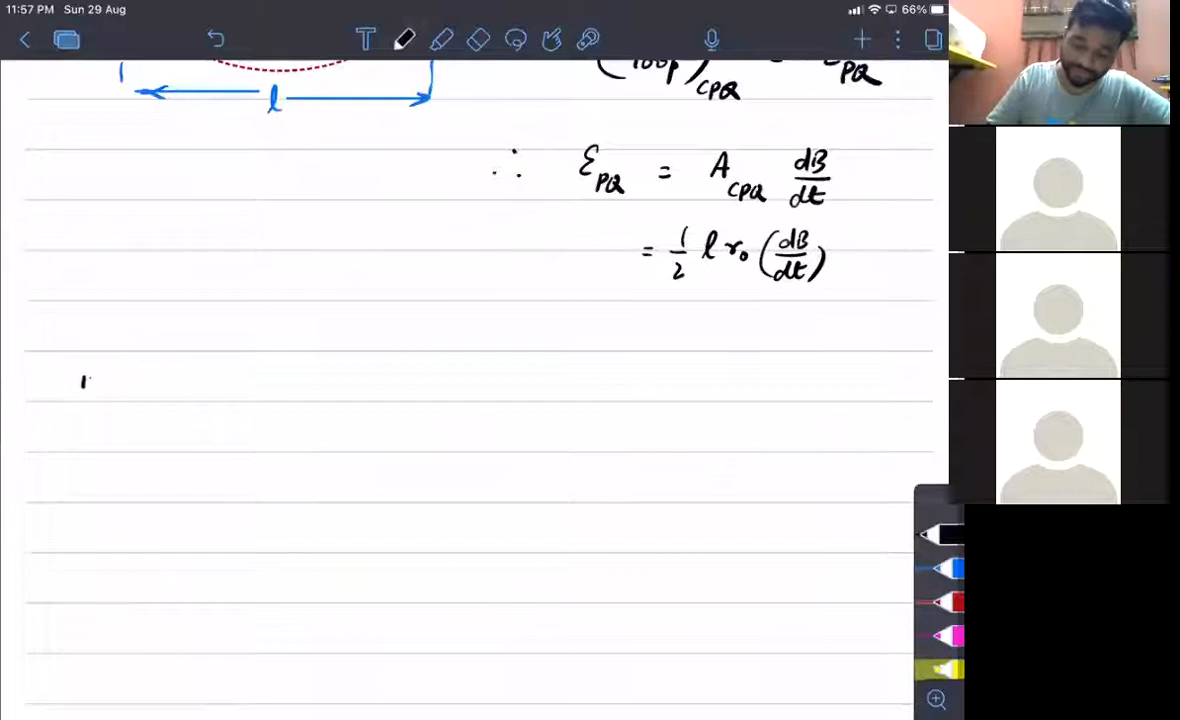 11:57 PM Sun 29 Aug 66%
(loop)CPQ = εPQ
l
∴ εPQ = ACPQ dB/dt
= 1/2 l r₀ (dB/dt)